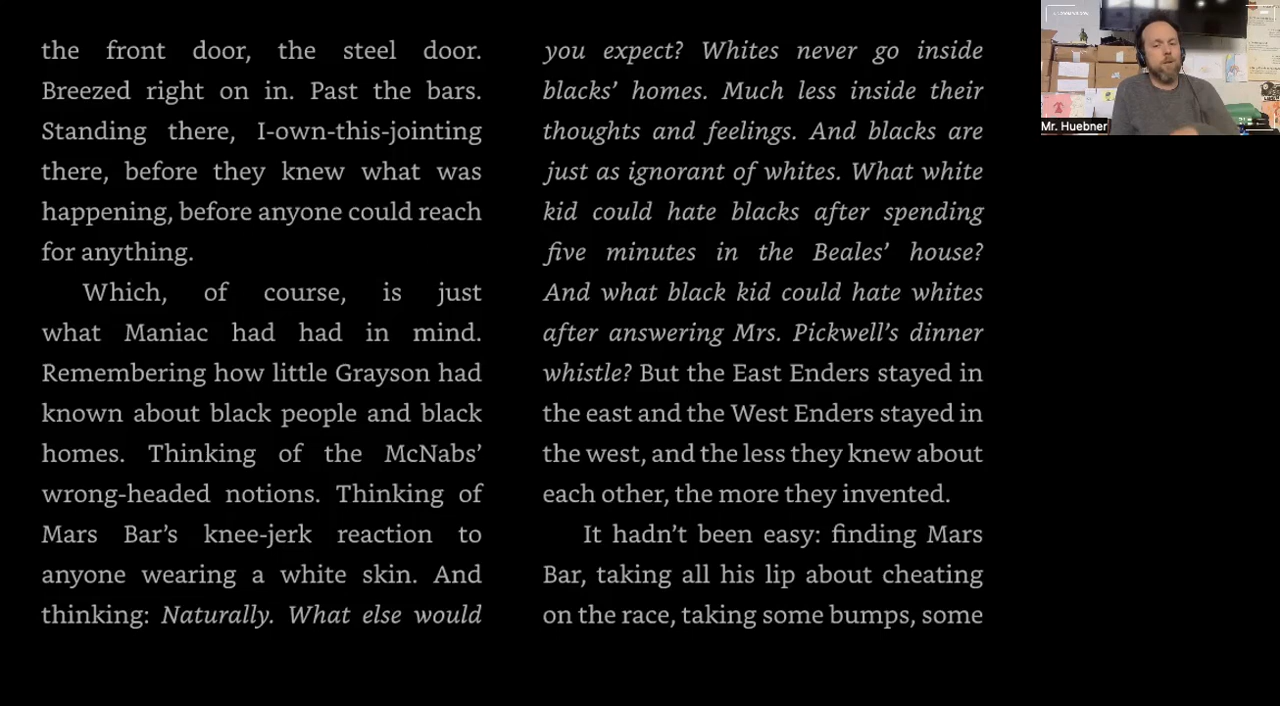 the front door, the steel door.
Breezed right on in. Past the bars.
Standing there, I-own-this-jointing
there, before they knew what was
happening, before anyone could reach
for anything.
Which, of course, is just
what Maniac had had in mind.
Remembering how little Grayson had
known about black people and black
homes. Thinking of the McNabs’
wrong-headed notions. Thinking of
Mars Bar’s knee-jerk reaction to
anyone wearing a white skin. And
thinking: Naturally. What else would
you expect? Whites never go inside
blacks’ homes. Much less inside their
thoughts and feelings. And blacks are
just as ignorant of whites. What white
kid could hate blacks after spending
five minutes in the Beales’ house?
And what black kid could hate whites
after answering Mrs. Pickwell’s dinner
whistle? But the East Enders stayed in
the east and the West Enders stayed in
the west, and the less they knew about
each other, the more they invented.
It hadn’t been easy: finding Mars
Bar, taking all his lip about cheating
on the race, taking some bumps, some
Mr. Huebner